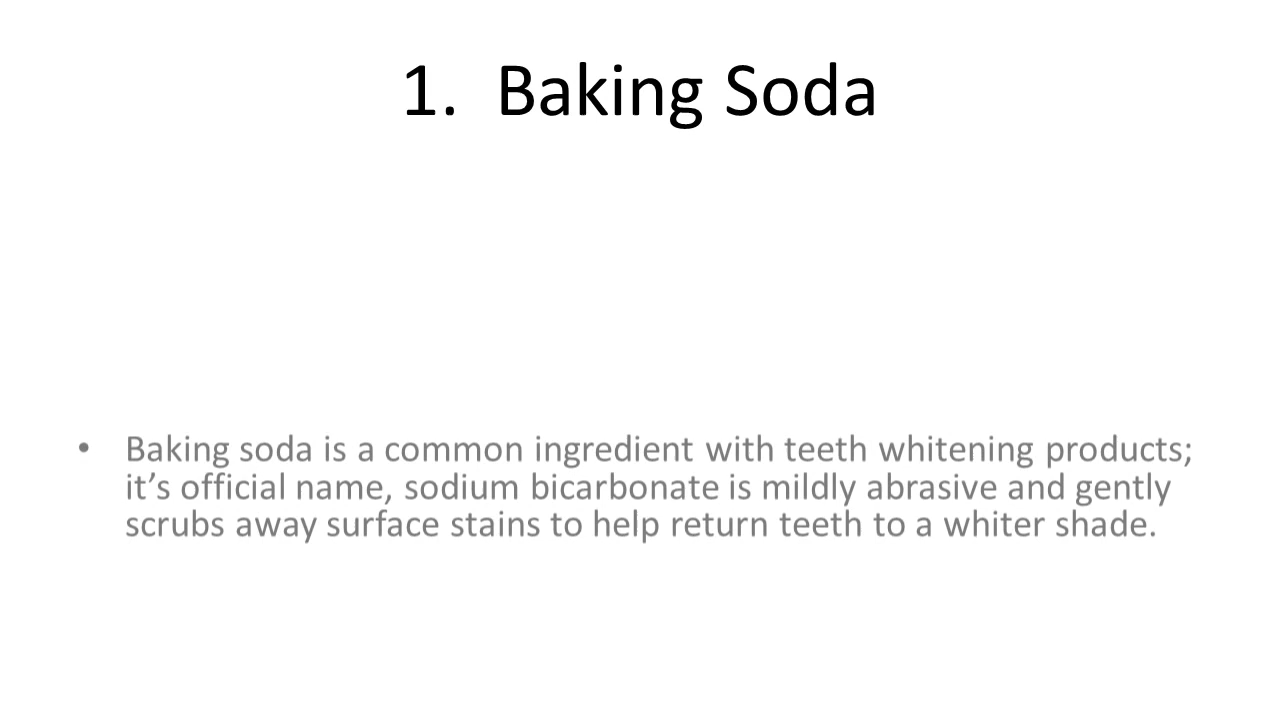 1.  Baking Soda
• Baking soda is a common ingredient with teeth whitening products;
it’s official name, sodium bicarbonate is mildly abrasive and gently
scrubs away surface stains to help return teeth to a whiter shade.